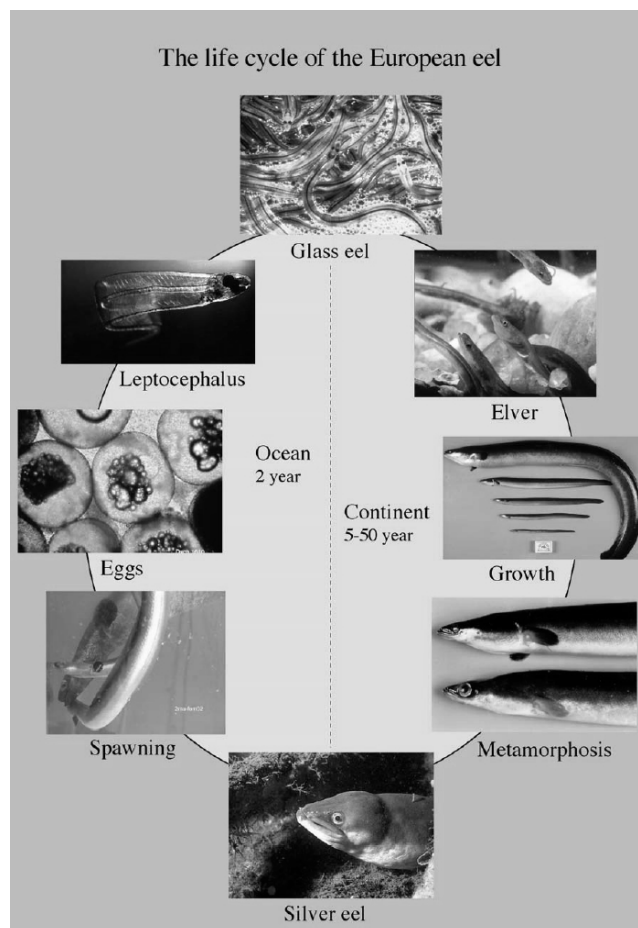 The life cycle of the European eel
Glass eel
Leptocephalus
Elver
Ocean
2 year
Continent
5-50 year
Eggs
Growth
Spawning
Metamorphosis
Silver eel